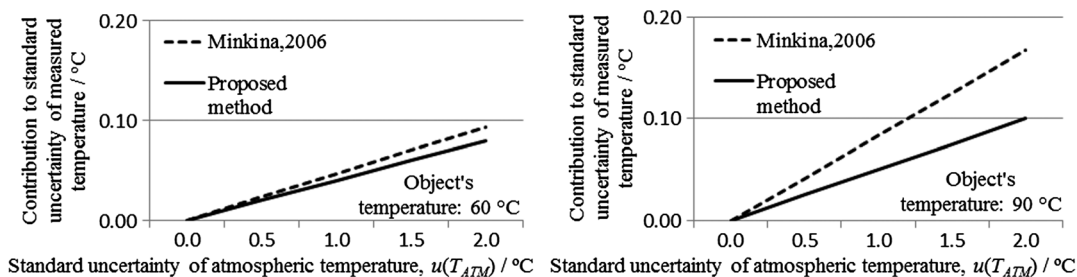 Contribution to standard
uncertainty of measured
temperature / °C
0.20
0.10
0.00
Minkina,2006
Proposed
method
Object's
temperature: 60 °C
0.0 0.5 1.0 1.5 2.0
Standard uncertainty of atmospheric temperature, u(T_ATM) / °C
Contribution to standard
uncertainty of measured
temperature / °C
0.20
0.10
0.00
Minkina,2006
Proposed
method
Object's
temperature: 90 °C
0.0 0.5 1.0 1.5 2.0
Standard uncertainty of atmospheric temperature, u(T_ATM) / °C